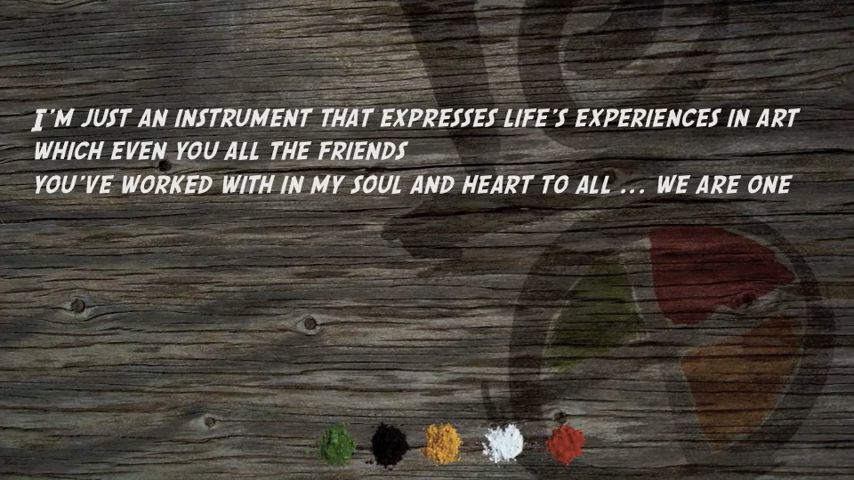 I'M JUST AN INSTRUMENT THAT EXPRESSES LIFE'S EXPERIENCES IN ART
WHICH EVEN YOU ALL THE FRIENDS
YOU'VE WORKED WITH IN MY SOUL AND HEART TO ALL ... WE ARE ONE